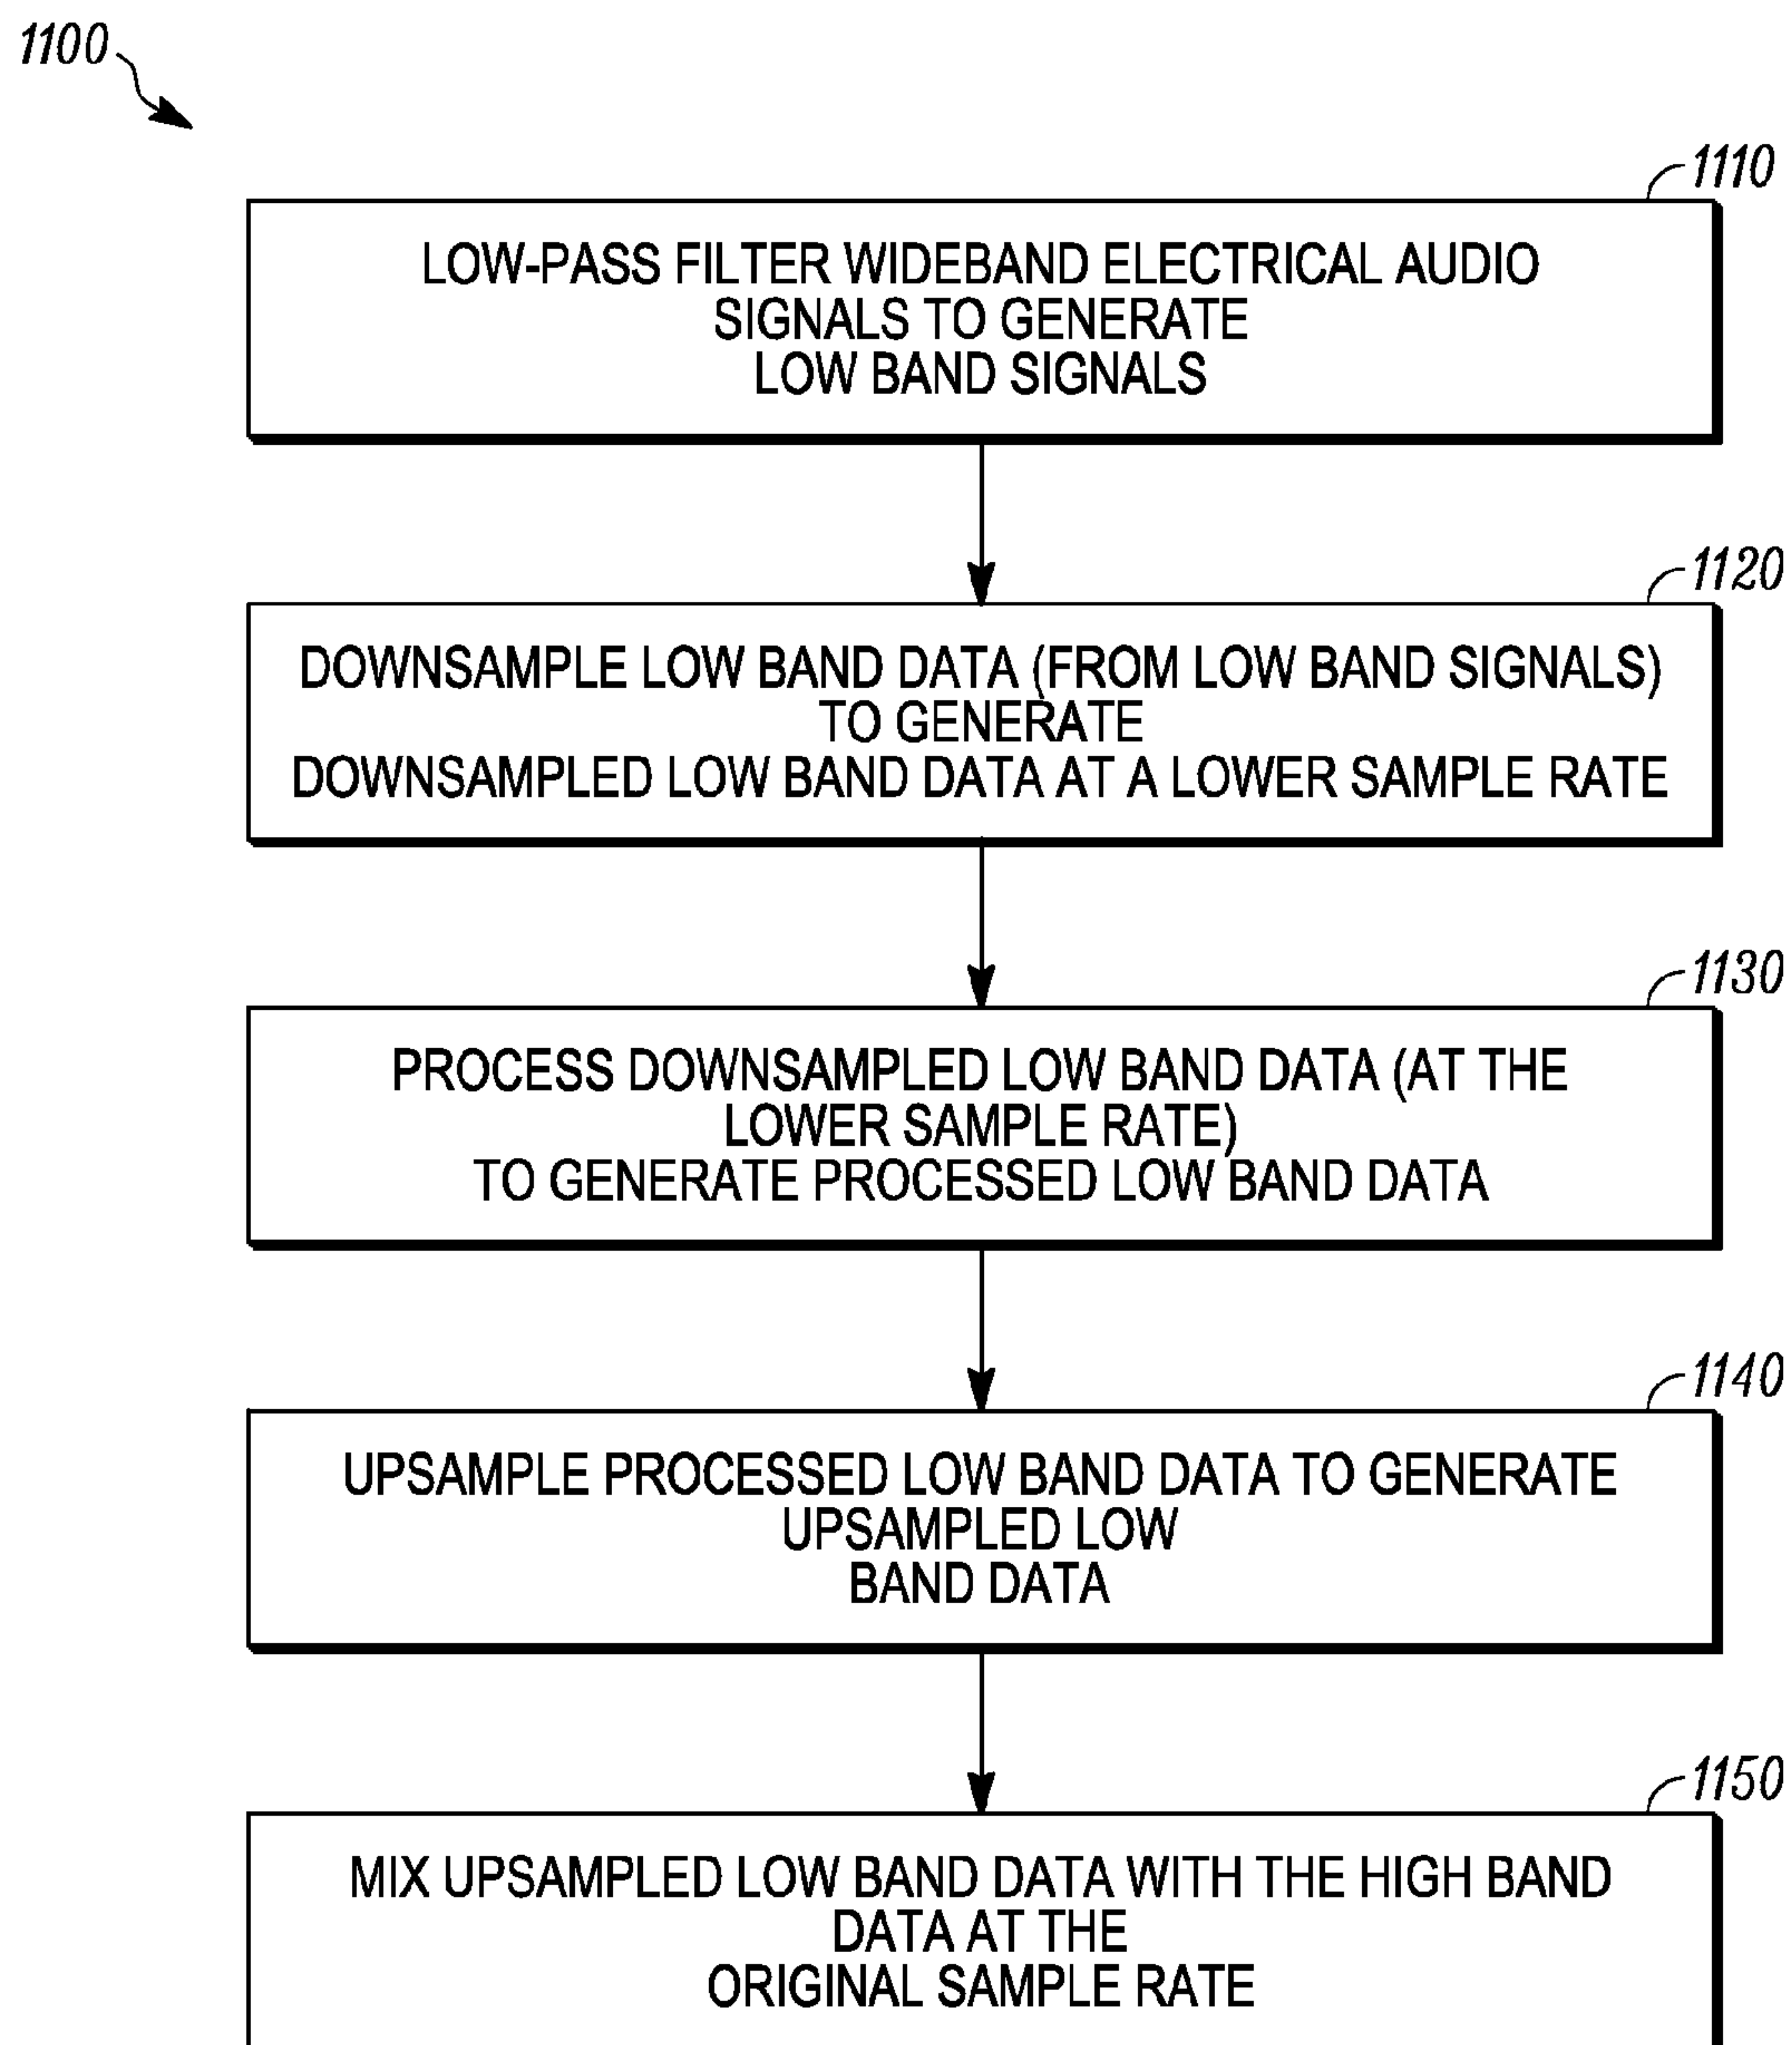 1100
1110
LOW-PASS FILTER WIDEBAND ELECTRICAL AUDIO
SIGNALS TO GENERATE
LOW BAND SIGNALS
1120
DOWNSAMPLE LOW BAND DATA (FROM LOW BAND SIGNALS)
TO GENERATE
DOWNSAMPLED LOW BAND DATA AT A LOWER SAMPLE RATE
1130
PROCESS DOWNSAMPLED LOW BAND DATA (AT THE
LOWER SAMPLE RATE)
TO GENERATE PROCESSED LOW BAND DATA
1140
UPSAMPLE PROCESSED LOW BAND DATA TO GENERATE
UPSAMPLED LOW
BAND DATA
1150
MIX UPSAMPLED LOW BAND DATA WITH THE HIGH BAND
DATA AT THE
ORIGINAL SAMPLE RATE